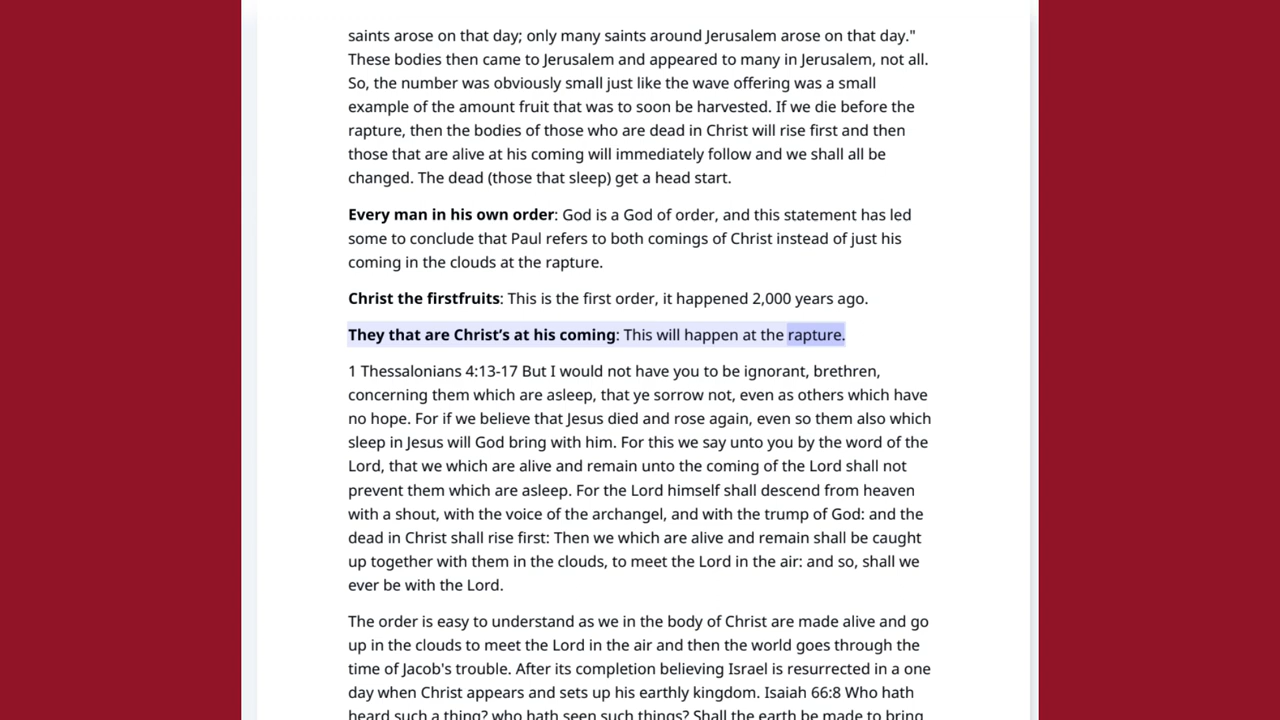 saints arose on that day; only many saints around Jerusalem arose on that day."
These bodies then came to Jerusalem and appeared to many in Jerusalem, not all.
So, the number was obviously small just like the wave offering was a small
example of the amount fruit that was to soon be harvested. If we die before the
rapture, then the bodies of those who are dead in Christ will rise first and then
those that are alive at his coming will immediately follow and we shall all be
changed. The dead (those that sleep) get a head start.
Every man in his own order: God is a God of order, and this statement has led
some to conclude that Paul refers to both comings of Christ instead of just his
coming in the clouds at the rapture.
Christ the firstfruits: This is the first order, it happened 2,000 years ago.
They that are Christ’s at his coming: This will happen at the rapture.
1 Thessalonians 4:13-17 But I would not have you to be ignorant, brethren,
concerning them which are asleep, that ye sorrow not, even as others which have
no hope. For if we believe that Jesus died and rose again, even so them also which
sleep in Jesus will God bring with him. For this we say unto you by the word of the
Lord, that we which are alive and remain unto the coming of the Lord shall not
prevent them which are asleep. For the Lord himself shall descend from heaven
with a shout, with the voice of the archangel, and with the trump of God: and the
dead in Christ shall rise first: Then we which are alive and remain shall be caught
up together with them in the clouds, to meet the Lord in the air: and so, shall we
ever be with the Lord.
The order is easy to understand as we in the body of Christ are made alive and go
up in the clouds to meet the Lord in the air and then the world goes through the
time of Jacob's trouble. After its completion believing Israel is resurrected in a one
day when Christ appears and sets up his earthly kingdom. Isaiah 66:8 Who hath
heard such a thing? who hath seen such things? Shall the earth be made to bring